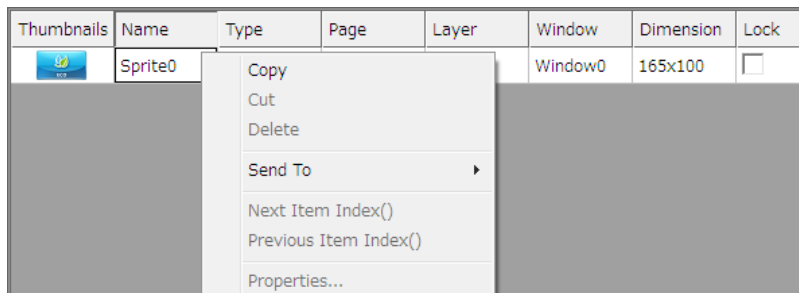 Thumbnails Name Type Page Layer Window Dimension Lock
Sprite0 Window0 165x100
ECO
Copy
Cut
Delete
Send To
Next Item Index()
Previous Item Index()
Properties...